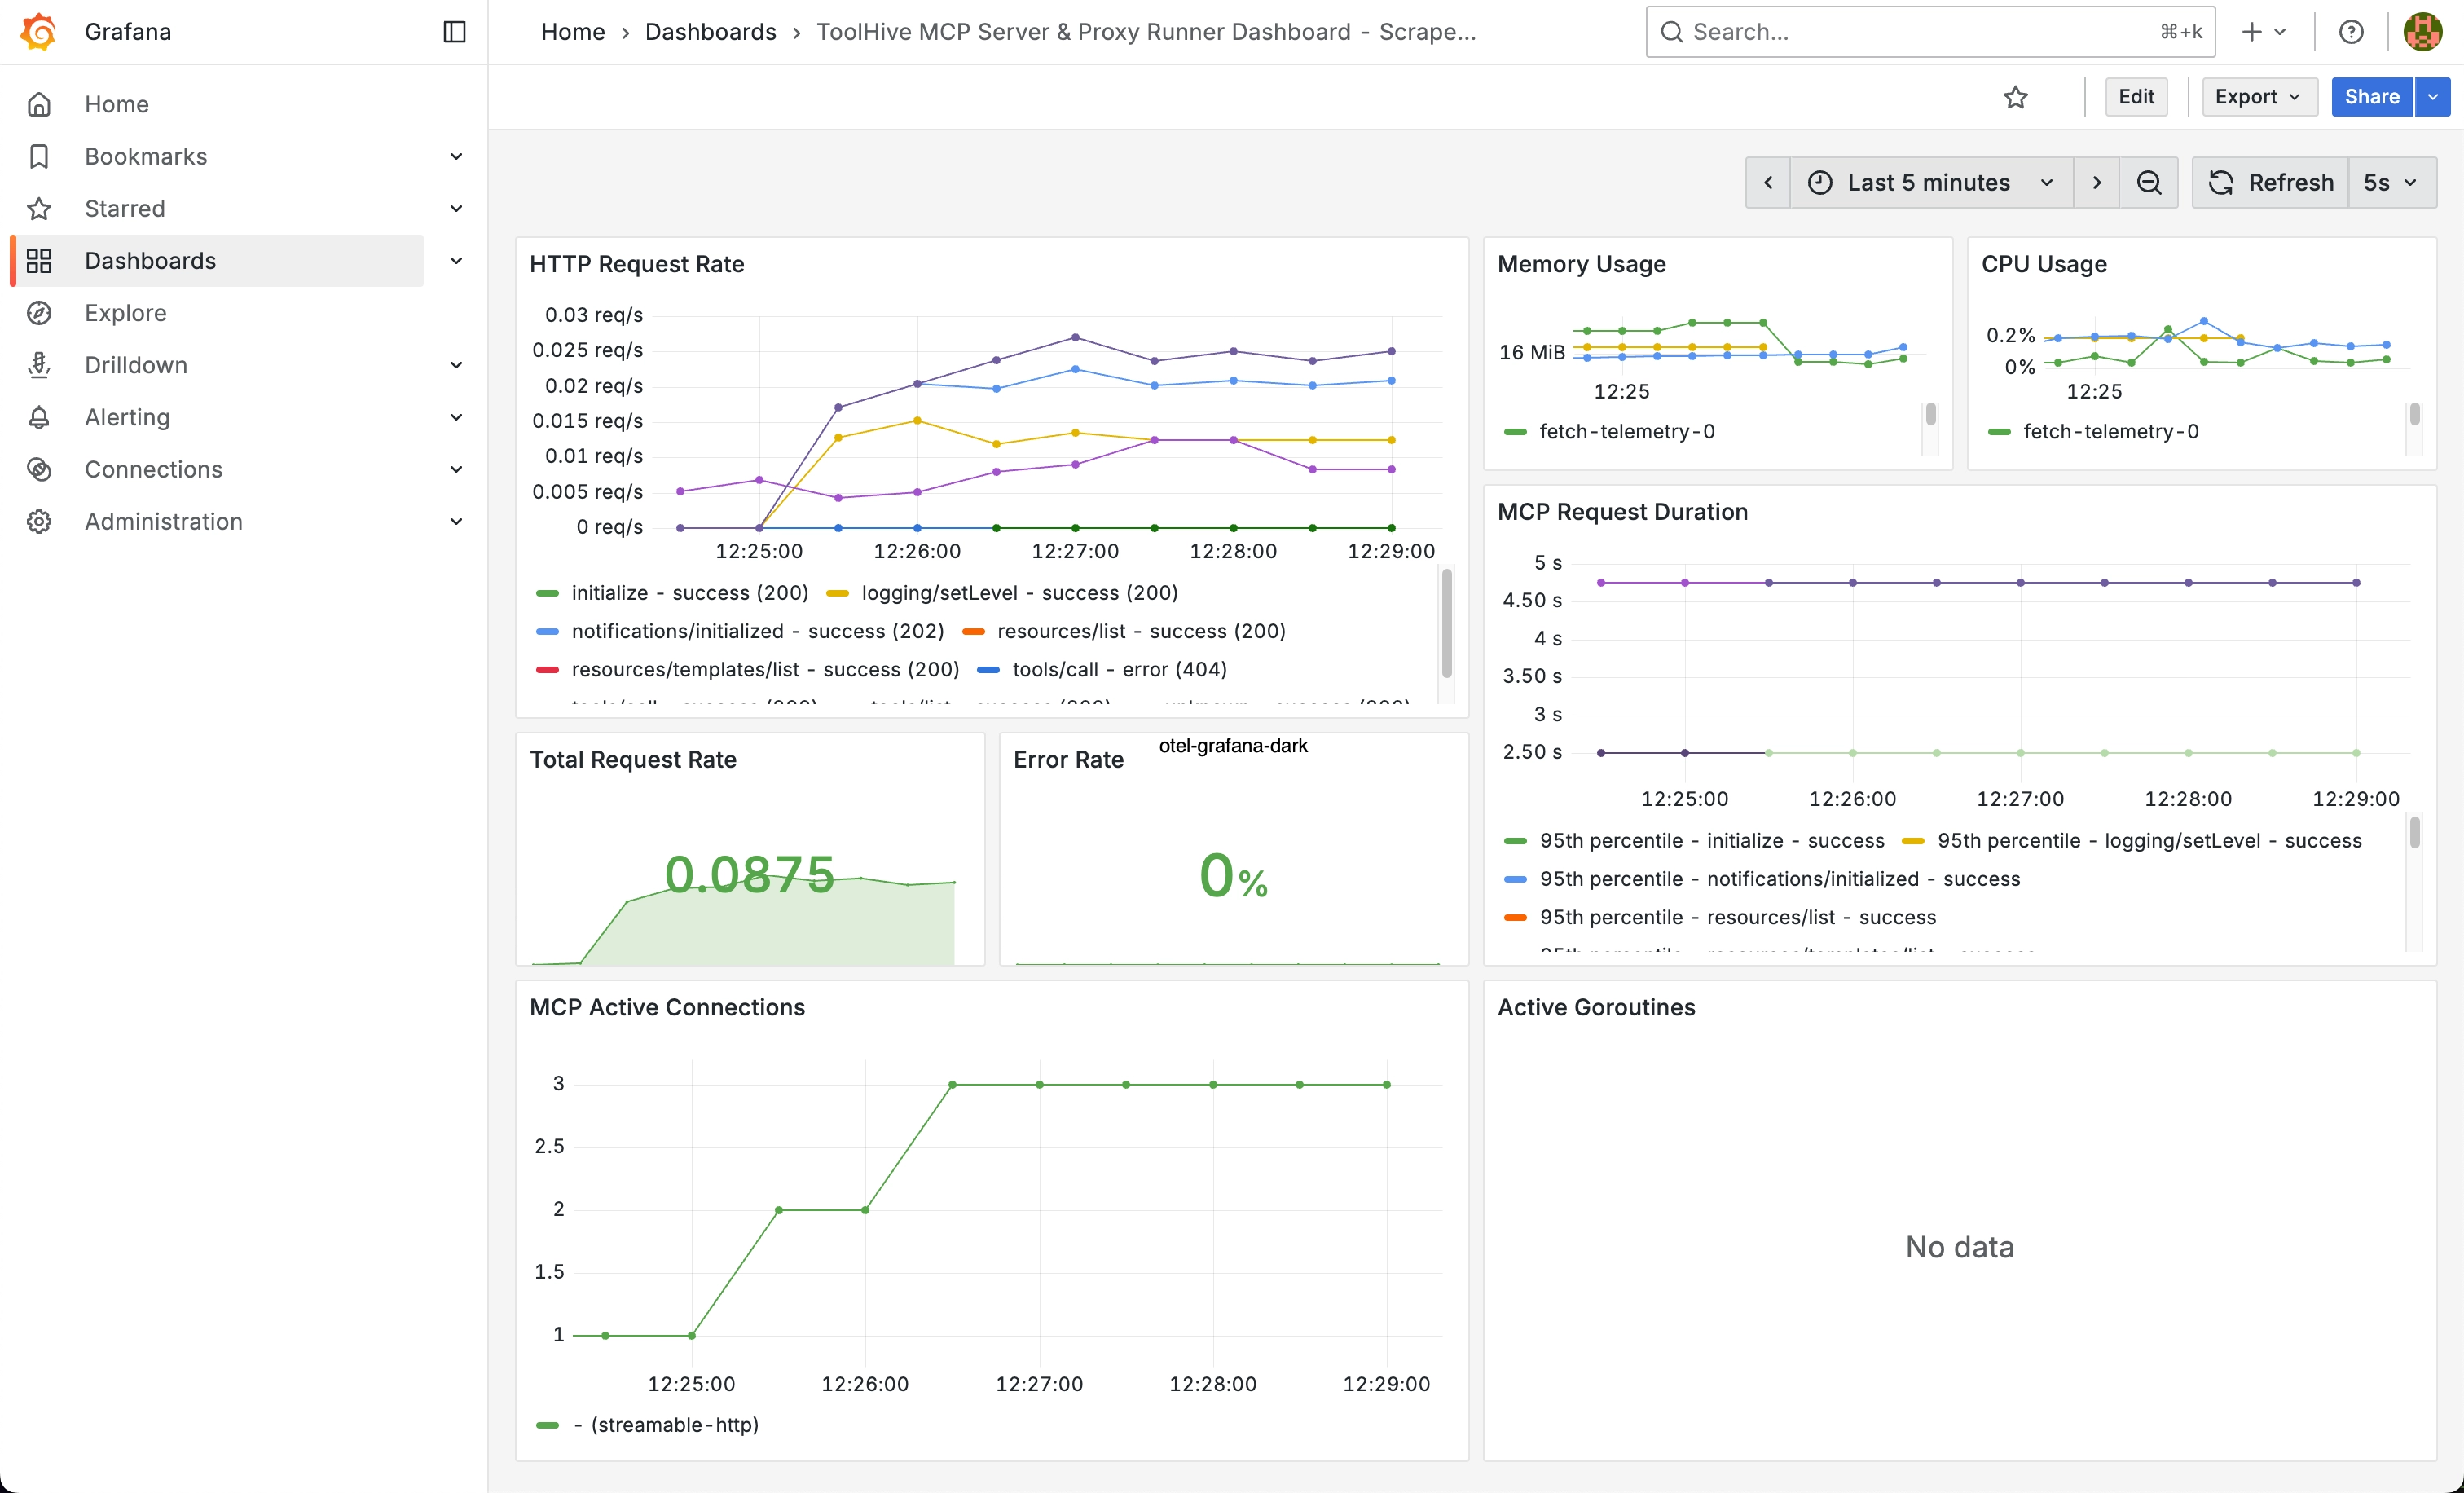 Grafana
Home › Dashboards › ToolHive MCP Server & Proxy Runner Dashboard - Scrape...
Search...
⌘+k
Home
Bookmarks
Starred
Dashboards
Explore
Drilldown
Alerting
Connections
Administration
Edit
Export
Share
Last 5 minutes
Refresh
5s
HTTP Request Rate
0.03 req/s
0.025 req/s
0.02 req/s
0.015 req/s
0.01 req/s
0.005 req/s
0 req/s
12:25:00 12:26:00 12:27:00 12:28:00 12:29:00
initialize - success (200) logging/setLevel - success (200)
notifications/initialized - success (202) resources/list - success (200)
resources/templates/list - success (200) tools/call - error (404)
Memory Usage
16 MiB
12:25
fetch-telemetry-0
CPU Usage
0.2%
0%
12:25
fetch-telemetry-0
MCP Request Duration
5 s
4.50 s
4 s
3.50 s
3 s
2.50 s
12:25:00 12:26:00 12:27:00 12:28:00 12:29:00
95th percentile - initialize - success 95th percentile - logging/setLevel - success
95th percentile - notifications/initialized - success
95th percentile - resources/list - success
Total Request Rate
0.0875
Error Rate
otel-grafana-dark
0%
MCP Active Connections
3
2.5
2
1.5
1
12:25:00 12:26:00 12:27:00 12:28:00 12:29:00
- (streamable-http)
Active Goroutines
No data